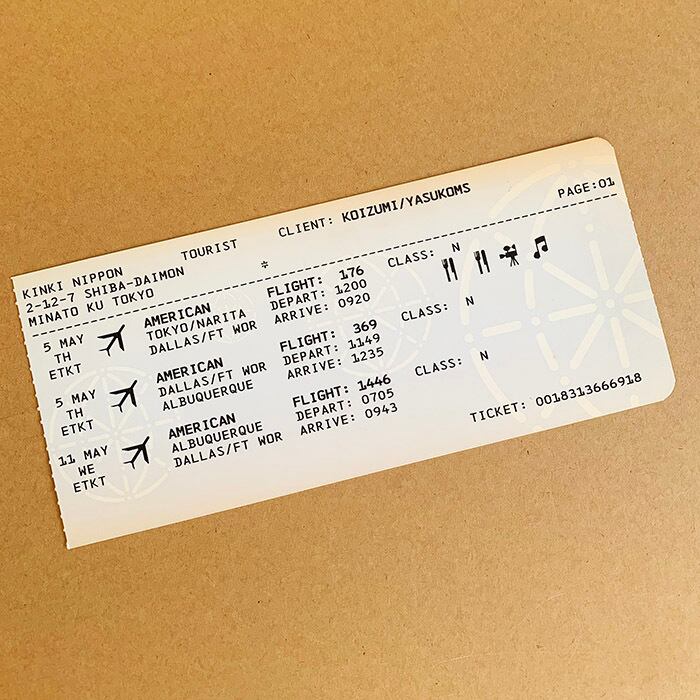 KINKI NIPPON TOURIST CLIENT: KOIZUMI/YASUKOMS PAGE:01
2-12-7 SHIBA-DAIMON
MINATO KU TOKYO
5 MAY AMERICAN FLIGHT: 176 CLASS: N
TH TOKYO/NARITA DEPART: 1200
ETKT DALLAS/FT WOR ARRIVE: 0920
5 MAY AMERICAN FLIGHT: 369 CLASS: N
TH DALLAS/FT WOR DEPART: 1149
ETKT ALBUQUERQUE ARRIVE: 1235
11 MAY AMERICAN FLIGHT: 1446 CLASS: N
WE ALBUQUERQUE DEPART: 0705
ETKT DALLAS/FT WOR ARRIVE: 0943
TICKET: 0018313666918